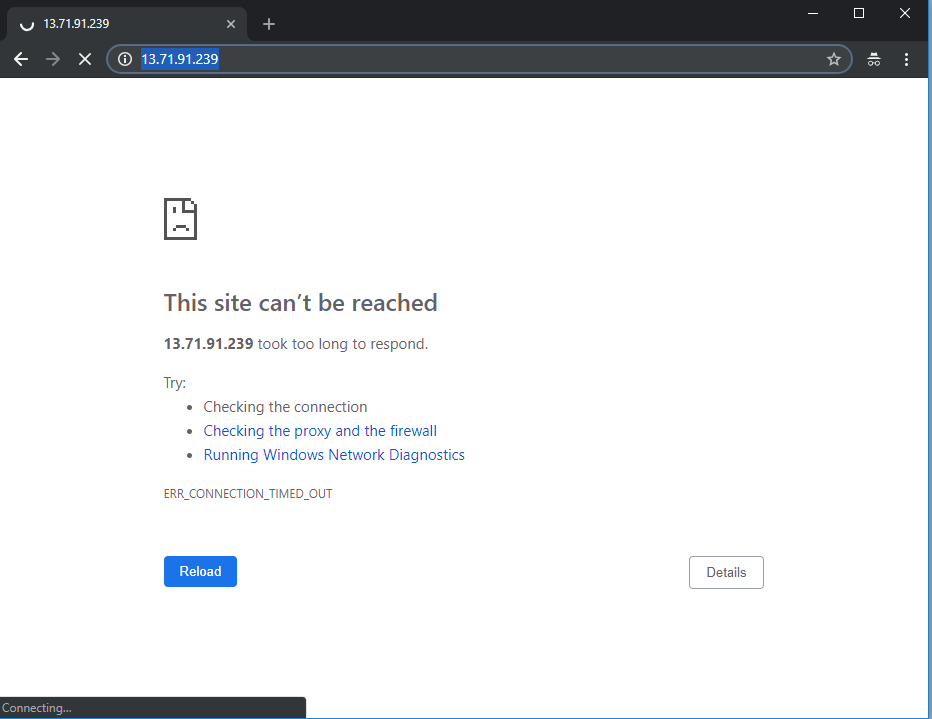 13.71.91.239
13.71.91.239
This site can’t be reached
13.71.91.239 took too long to respond.
Try:
Checking the connection
Checking the proxy and the firewall
Running Windows Network Diagnostics
ERR_CONNECTION_TIMED_OUT
Reload Details
Connecting...